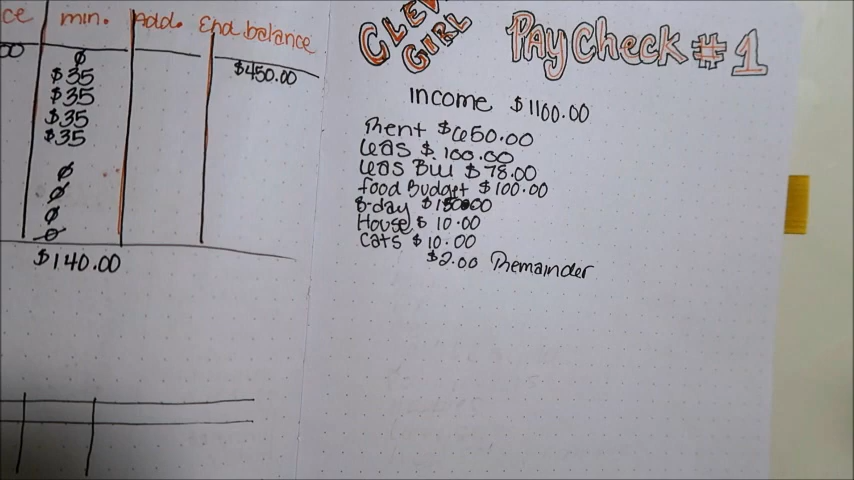 ce min. Add. End balance
00 ø $450.00
$35
$35
$35
$35
ø
ø
ø
ø
$140.00
CLEV
GIRL
PAYCHECK #1
income $1100.00
Rent $650.00
Gas $100.00
Gas Bill $78.00
food Budget $100.00
B-day
House $10.00
Cats $10.00
$2.00 Remainder